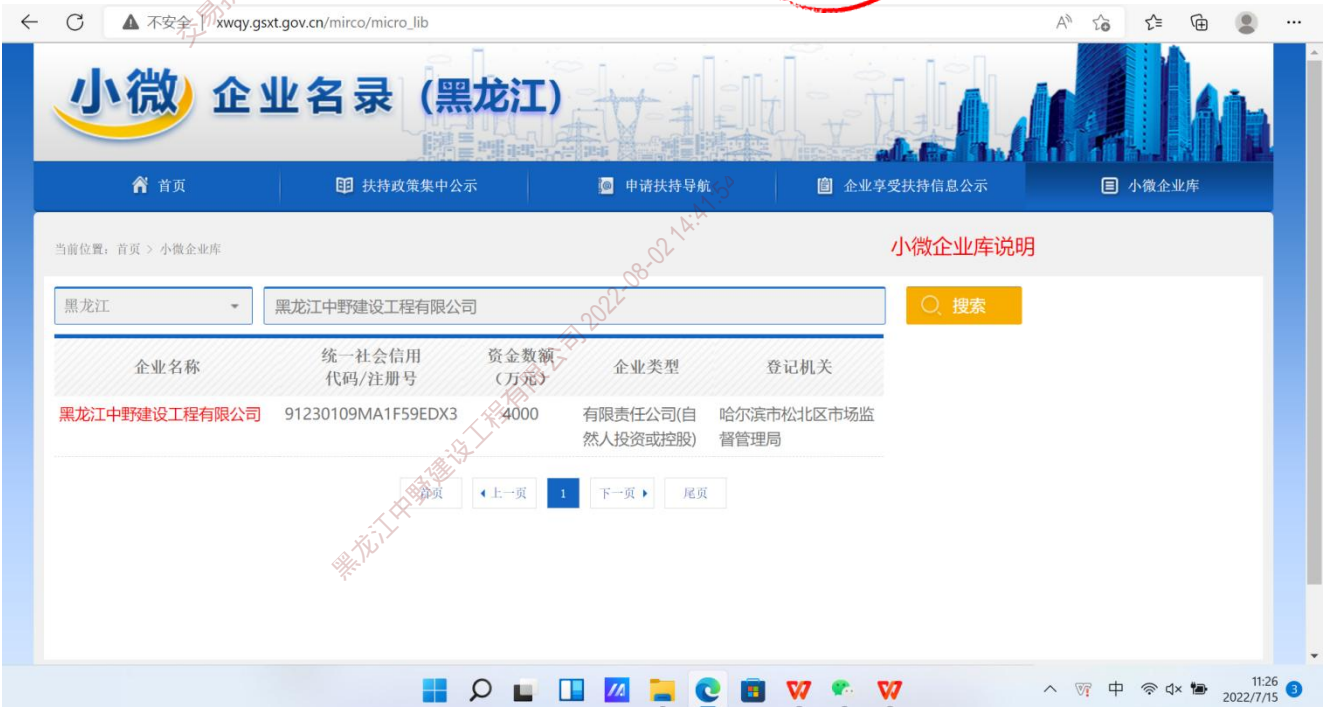 不安全 | xwqy.gsxt.gov.cn/mirco/micro_lib
小微 企业名录（黑龙江）
首页 扶持政策集中公示 申请扶持导航 企业享受扶持信息公示 小微企业库
当前位置：首页 > 小微企业库
小微企业库说明
黑龙江 黑龙江中野建设工程有限公司 搜索
企业名称 统一社会信用代码/注册号 资金数额（万元） 企业类型 登记机关
黑龙江中野建设工程有限公司 91230109MA1F59EDX3 4000 有限责任公司(自然人投资或控股) 哈尔滨市松北区市场监督管理局
首页 上一页 1 下一页 尾页
黑龙江中野建设工程有限公司 2022-08-02 14:41:54
中 11:26
2022/7/15 3